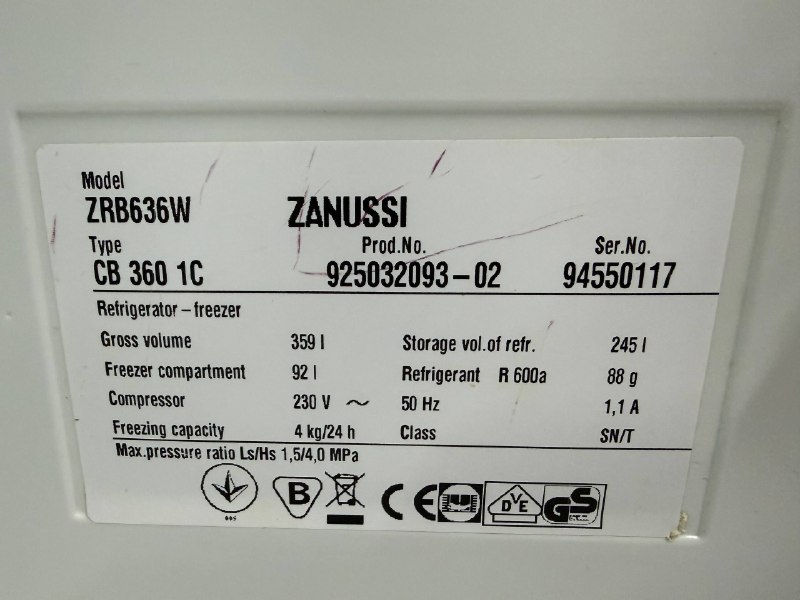 Model
ZRB636W ZANUSSI
Type Prod.No. Ser.No.
CB 360 1C 925032093-02 94550117
Refrigerator-freezer
Gross volume 359 l Storage vol.of refr. 245 l
Freezer compartment 92 l Refrigerant R 600a 88 g
Compressor 230 V ~ 50 Hz 1,1 A
Freezing capacity 4 kg/24 h Class SN/T
Max.pressure ratio Ls/Hs 1,5/4,0 MPa
B CE DVE GS